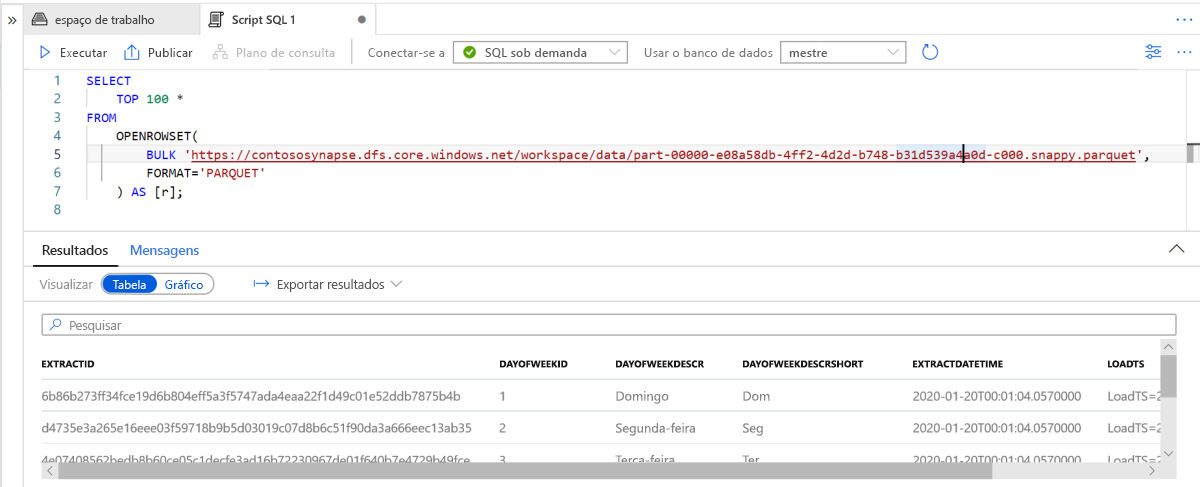 » espaço de trabalho Script SQL 1 ● ···
Executar Publicar Plano de consulta Conectar-se a SQL sob demanda Usar o banco de dados mestre ···
1 SELECT
2 TOP 100 *
3 FROM
4 OPENROWSET(
5 BULK 'https://contososynapse.dfs.core.windows.net/workspace/data/part-00000-e08a58db-4ff2-4d2d-b748-b31d539a4a0d-c000.snappy.parquet',
6 FORMAT='PARQUET'
7 ) AS [r];
8
Resultados Mensagens
Visualizar Tabela Gráfico Exportar resultados
Pesquisar
EXTRACTID DAYOFWEEKID DAYOFWEEKDESCR DAYOFWEEKDESCRSHORT EXTRACTDATETIME LOADTS
6b86b273ff34fce19d6b804eff5a3f5747ada4eaa22f1d49c01e52ddb7875b4b 1 Domingo Dom 2020-01-20T00:01:04.0570000 LoadTS=2
d4735e3a265e16eee03f59718b9b5d03019c07d8b6c51f90da3a666eec13ab35 2 Segunda-feira Seg 2020-01-20T00:01:04.0570000 LoadTS=2
4e07408562bedb8b60ce05c1decfe3ad16b72230967de01f640b7e4729b49fce 3 Terça-feira Ter 2020-01-20T00:01:04.0570000 LoadTS=2